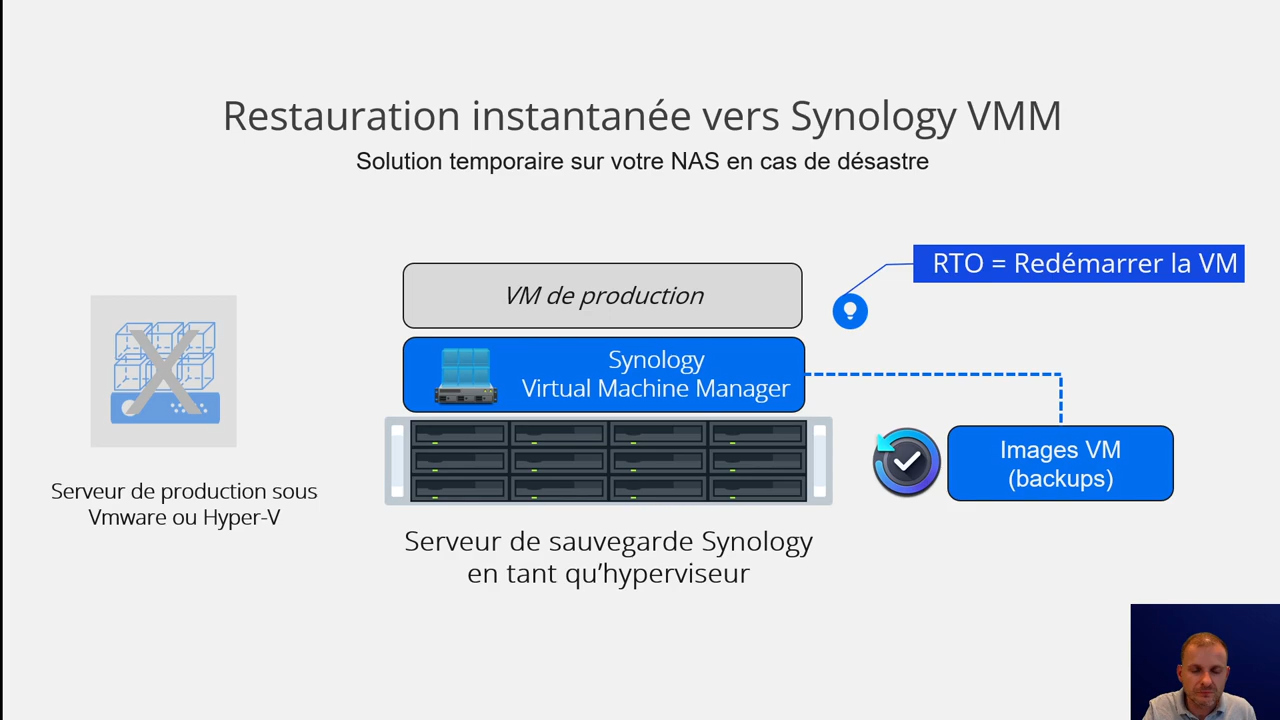 Restauration instantanée vers Synology VMM
Solution temporaire sur votre NAS en cas de désastre
RTO = Redémarrer la VM
VM de production
Synology
Virtual Machine Manager
Images VM
(backups)
Serveur de production sous
Vmware ou Hyper-V
Serveur de sauvegarde Synology
en tant qu’hyperviseur